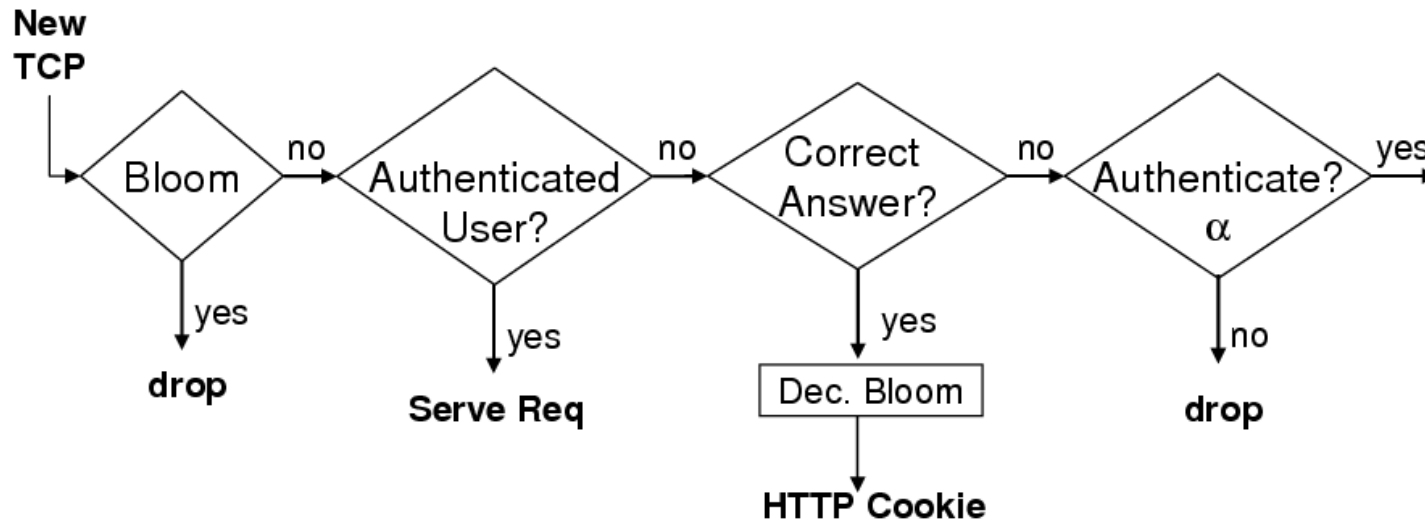 New
TCP
Bloom
no
Authenticated
User?
no
Correct
Answer?
no
Authenticate?
α
yes
yes
drop
yes
Serve Req
yes
Dec. Bloom
HTTP Cookie
no
drop